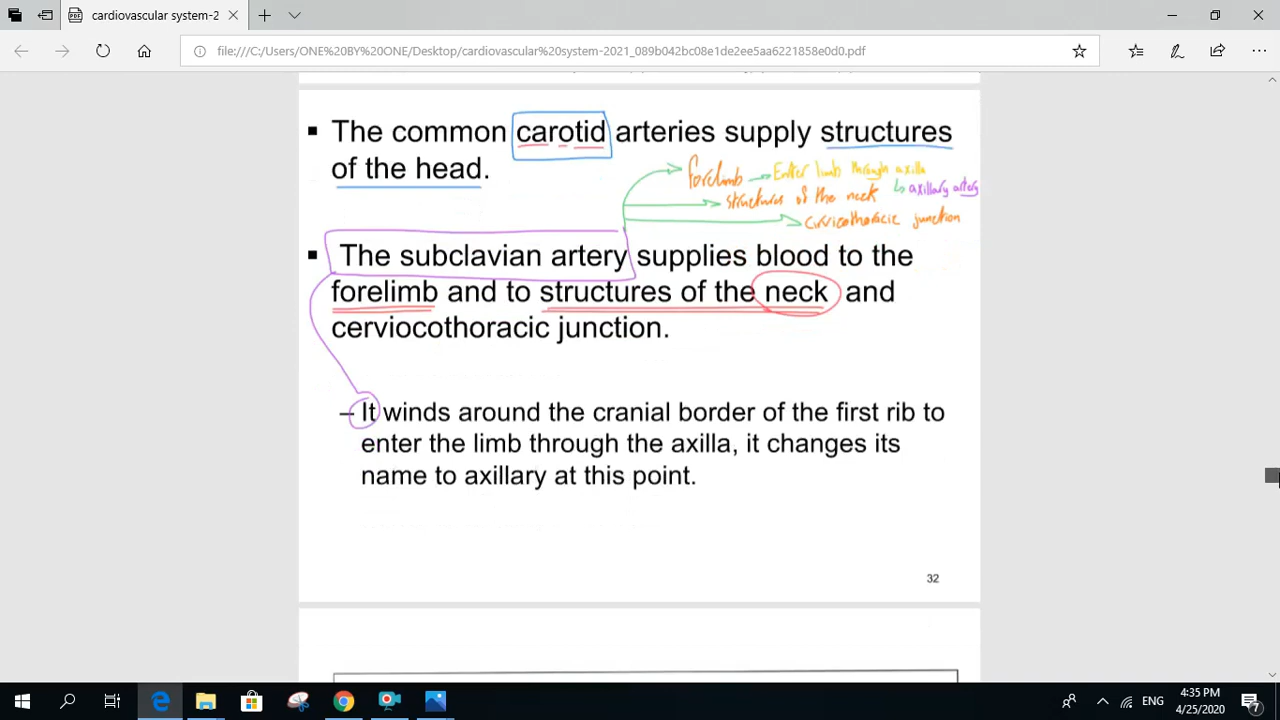 cardiovascular system-2
file:///C:/Users/ONE%20BY%20ONE/Desktop/cardiovascular%20system-2021_089b042bc08e1de2ee5aa6221858e0d0.pdf
▪ The common carotid arteries supply structures
of the head.
forelimb → Enter limb through axilla
↳ axillary artery
structures of the neck
cirvicothoracic junction
▪ The subclavian artery supplies blood to the
forelimb and to structures of the neck and
cerviocothoracic junction.
– It winds around the cranial border of the first rib to
enter the limb through the axilla, it changes its
name to axillary at this point.
32
ENG
4:35 PM
4/25/2020
7